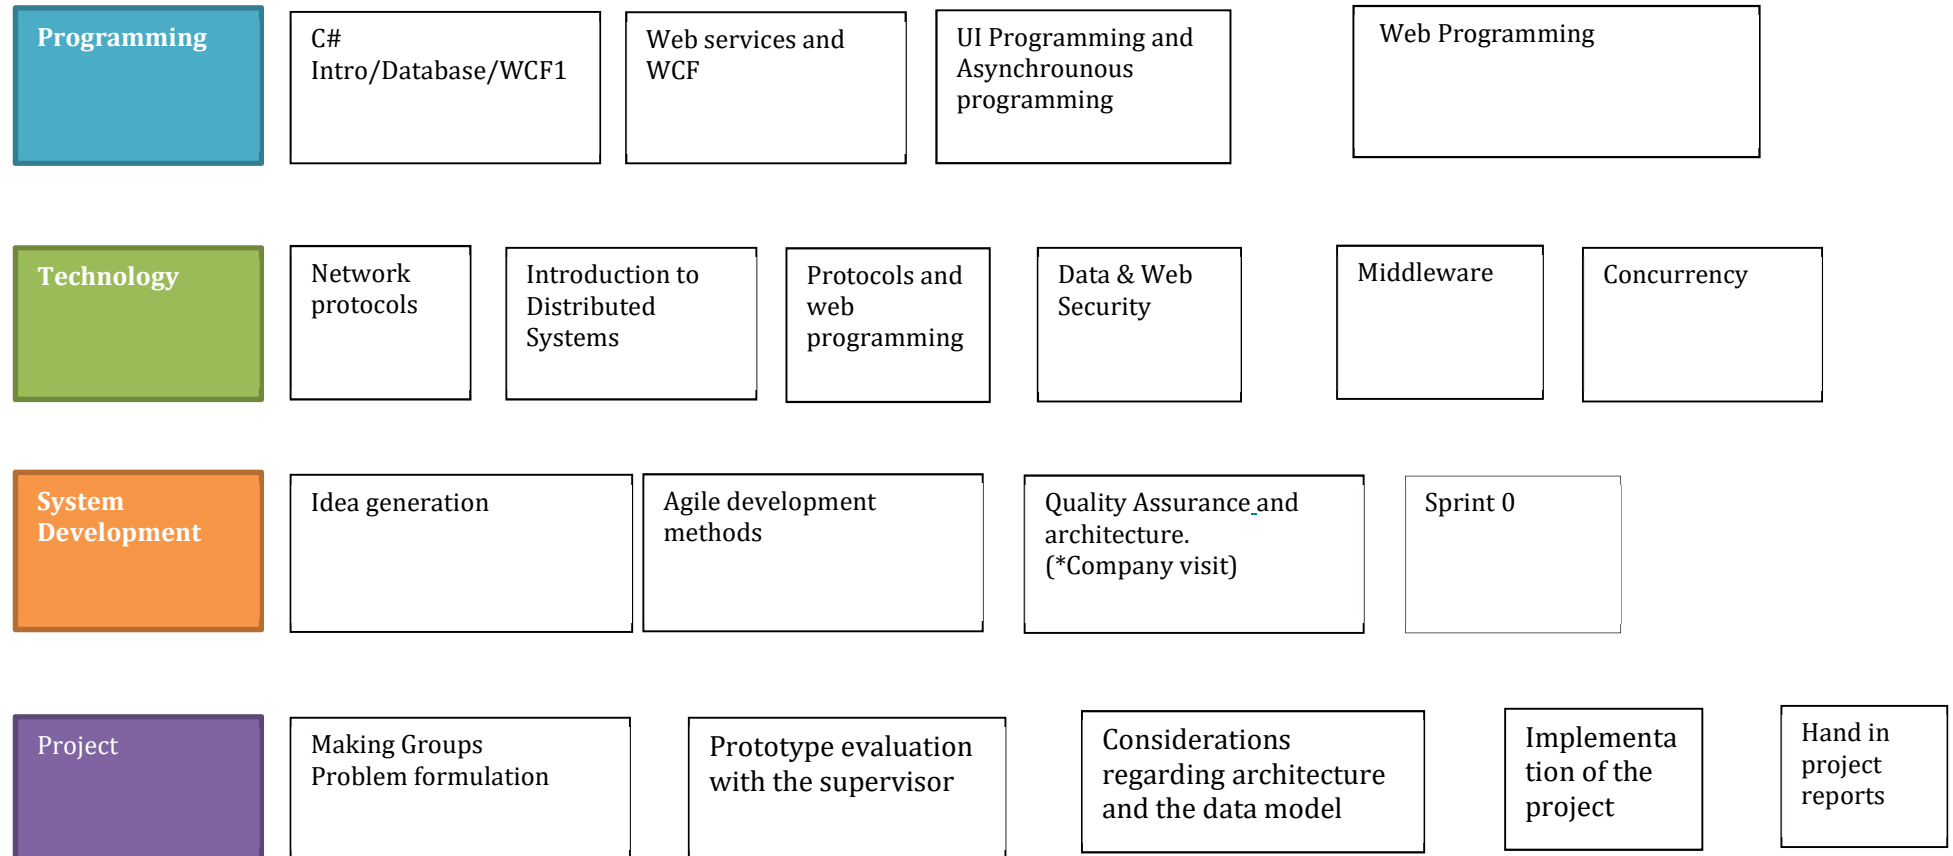 Programming
C#
Intro/Database/WCF1
Web services and
WCF
UI Programming and
Asynchrounous
programming
Web Programming
Technology
Network
protocols
Introduction to
Distributed
Systems
Protocols and
web
programming
Data & Web
Security
Middleware
Concurrency
System
Development
Idea generation
Agile development
methods
Quality Assurance and
architecture.
(*Company visit)
Sprint 0
Project
Making Groups
Problem formulation
Prototype evaluation
with the supervisor
Considerations
regarding architecture
and the data model
Implementa
tion of the
project
Hand in
project
reports